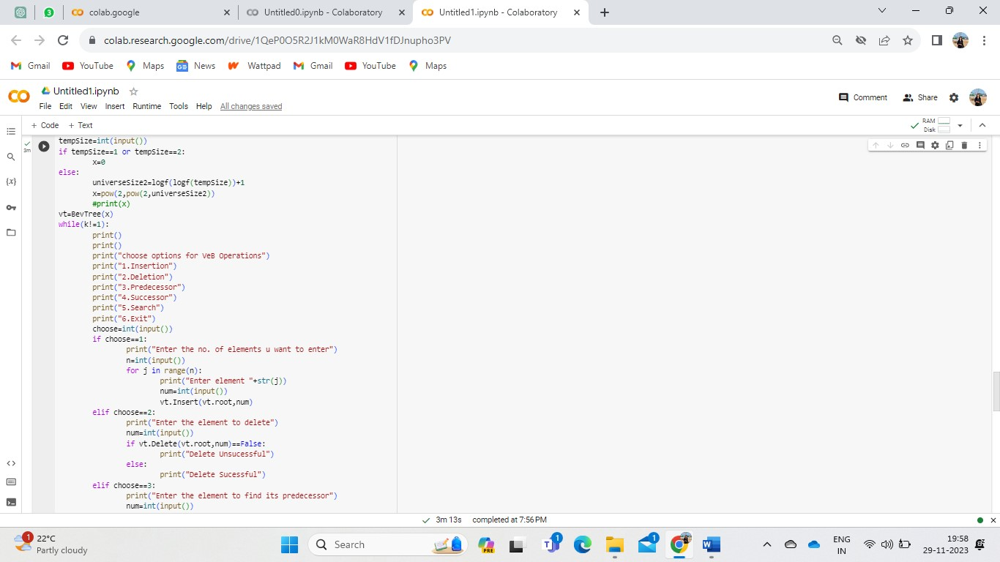 3 colab.google Untitled0.ipynb - Colaboratory Untitled1.ipynb - Colaboratory
colab.research.google.com/drive/1QeP0O5R2J1kM0WaR8HdV1fDJnupho3PV
Gmail YouTube Maps News Wattpad Gmail YouTube Maps
Untitled1.ipynb
File Edit View Insert Runtime Tools Help All changes saved
Comment Share
+ Code + Text
RAM
Disk
3m
tempSize=int(input())
if tempSize==1 or tempSize==2:
x=0
else:
universeSize2=logf(logf(tempSize))+1
x=pow(2,pow(2,universeSize2))
#print(x)
vt=BevTree(x)
while(k!=1):
print()
print()
print("choose options for VeB Operations")
print("1.Insertion")
print("2.Deletion")
print("3.Predecessor")
print("4.Successor")
print("5.Search")
print("6.Exit")
choose=int(input())
if choose==1:
print("Enter the no. of elements u want to enter")
n=int(input())
for j in range(n):
print("Enter element "+str(j))
num=int(input())
vt.Insert(vt.root,num)
elif choose==2:
print("Enter the element to delete")
num=int(input())
if vt.Delete(vt.root,num)==False:
print("Delete Unsucessful")
else:
print("Delete Sucessful")
elif choose==3:
print("Enter the element to find its predecessor")
num=int(input())
3m 13s completed at 7:56 PM
1 22°C
Partly cloudy
Search
PRE
1
1
ENG
IN
19:58
29-11-2023